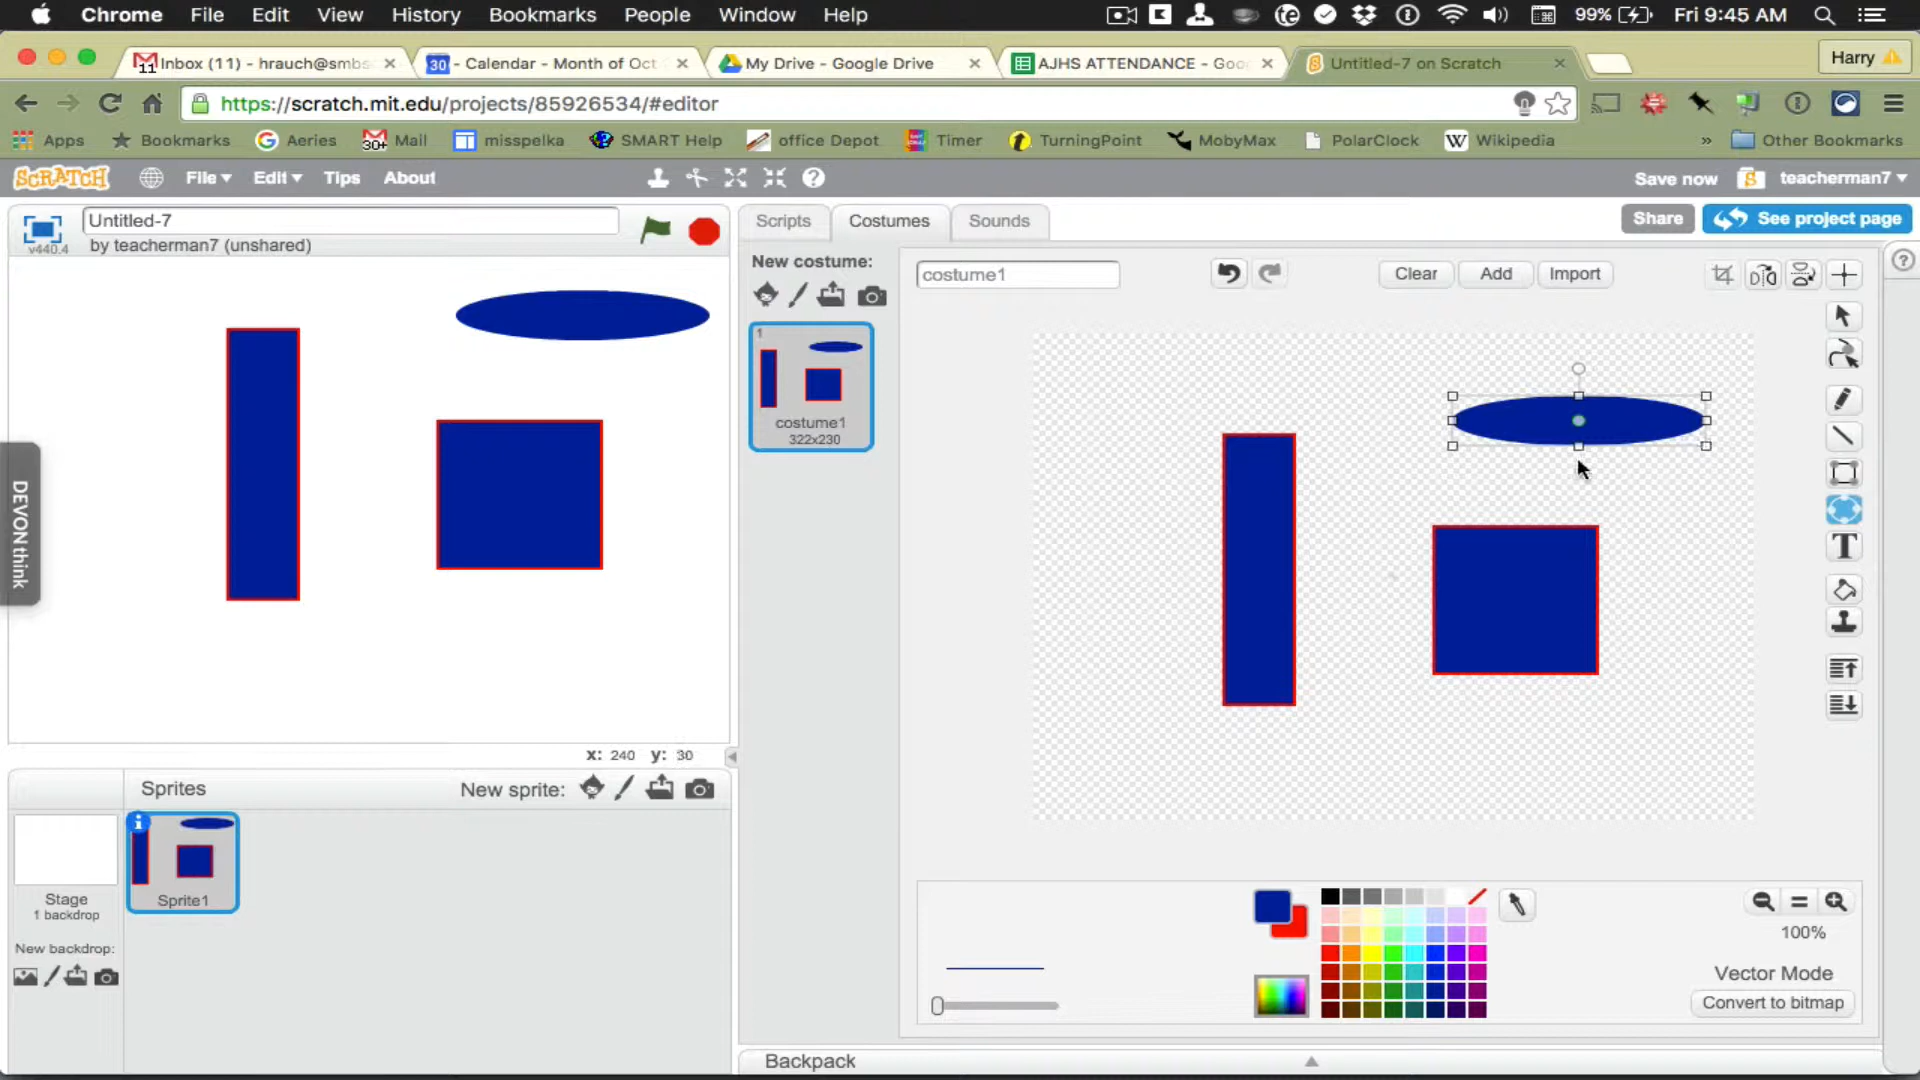 Chrome File Edit View History Bookmarks People Window Help 99% Fri 9:45 AM
11 Inbox (11) - hrauch@smbs 30 - Calendar - Month of Oct My Drive - Google Drive AJHS ATTENDANCE - Goo Untitled-7 on Scratch Harry
https://scratch.mit.edu/projects/85926534/#editor
Apps Bookmarks G Aeries 30+ Mail misspelka SMART Help office Depot Timer TurningPoint MobyMax PolarClock W Wikipedia » Other Bookmarks
SCRATCH File Edit Tips About Save now teacherman7
v440.4 Untitled-7 Scripts Costumes Sounds Share See project page
by teacherman7 (unshared)
New costume: costume1 Clear Add Import
1
costume1
322x230
DEVONthink
T
x: 240 y: 30
Sprites New sprite:
Sprite1
Stage
1 backdrop
New backdrop:
100%
Vector Mode
Convert to bitmap
Backpack